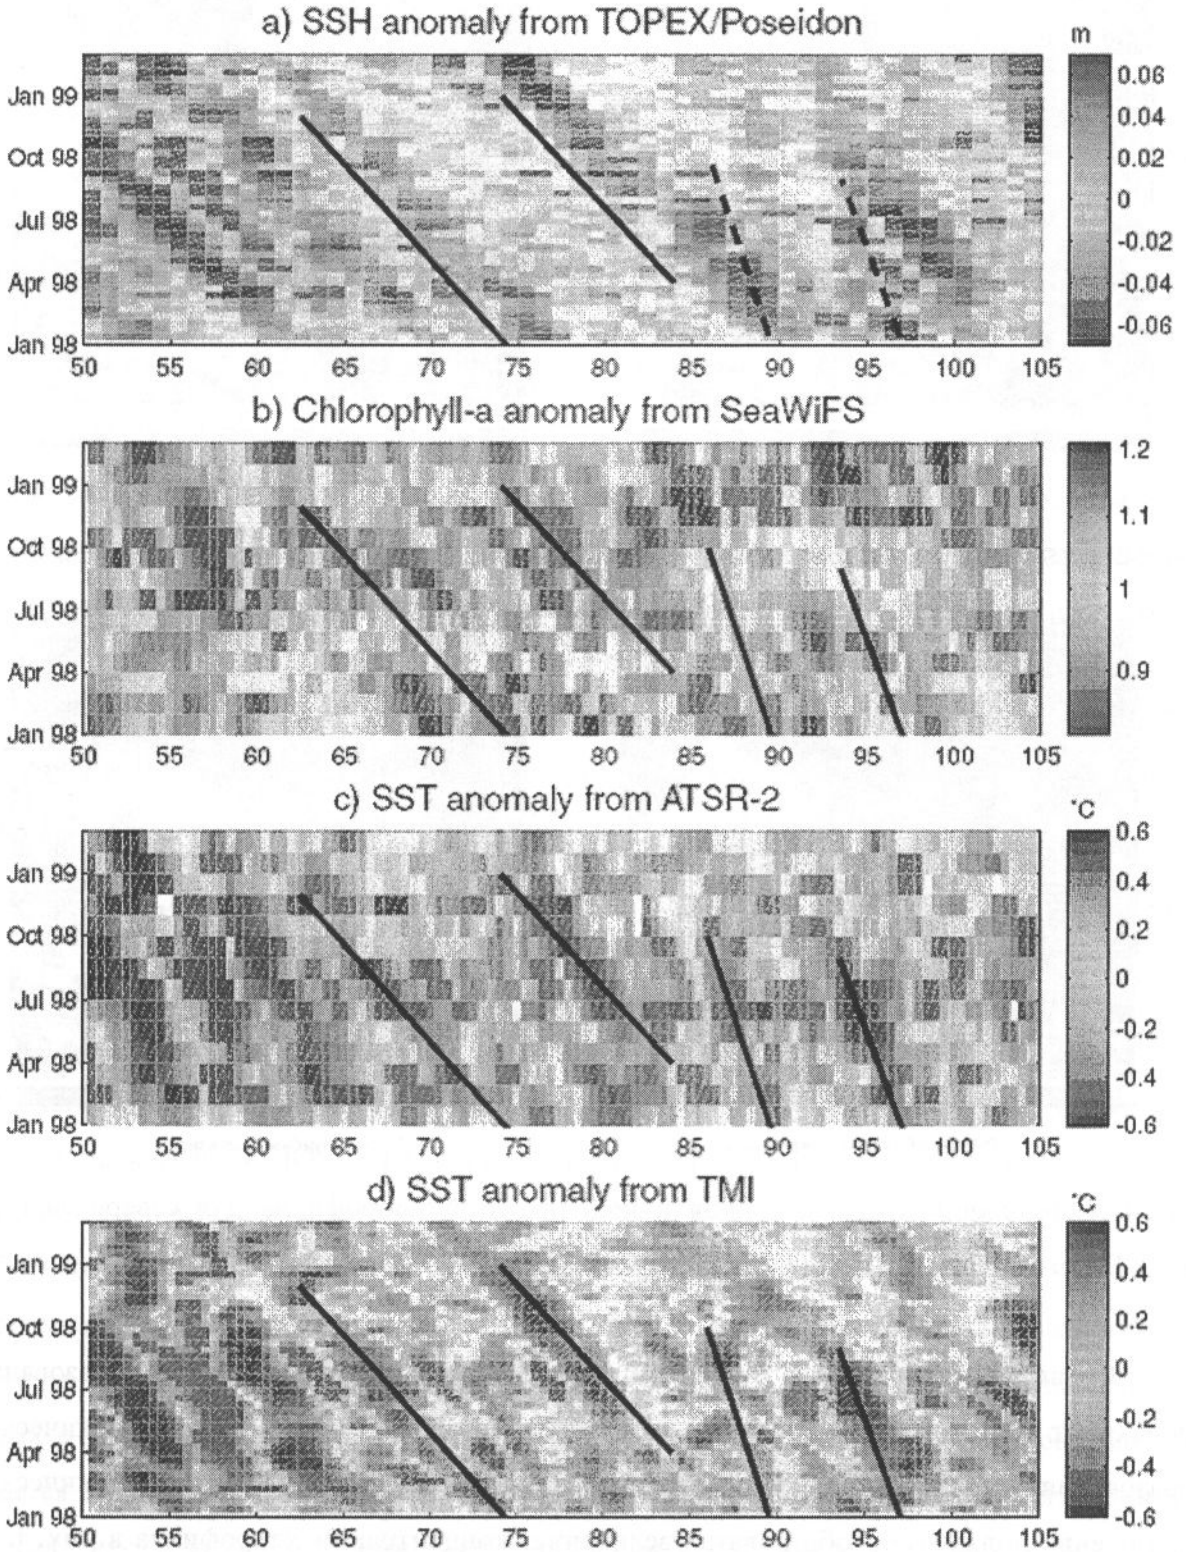 a) SSH anomaly from TOPEX/Poseidon
m
Jan 99
Oct 98
Jul 98
Apr 98
Jan 98
0.06
0.04
0.02
0
-0.02
-0.04
-0.06
50 55 60 65 70 75 80 85 90 95 100 105
b) Chlorophyll-a anomaly from SeaWiFS
Jan 99
Oct 98
Jul 98
Apr 98
Jan 98
1.2
1.1
1
0.9
50 55 60 65 70 75 80 85 90 95 100 105
c) SST anomaly from ATSR-2
°C
Jan 99
Oct 98
Jul 98
Apr 98
Jan 98
0.6
0.4
0.2
0
-0.2
-0.4
-0.6
50 55 60 65 70 75 80 85 90 95 100 105
d) SST anomaly from TMI
°C
Jan 99
Oct 98
Jul 98
Apr 98
Jan 98
0.6
0.4
0.2
0
-0.2
-0.4
-0.6
50 55 60 65 70 75 80 85 90 95 100 105